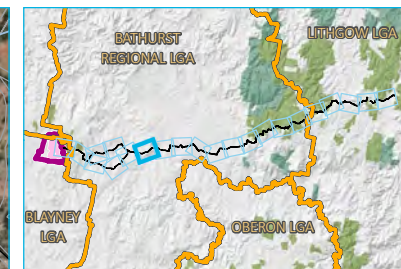 BATHURST
REGIONAL LGA
LITHGOW LGA
BLAYNEY
LGA
OBERON LGA